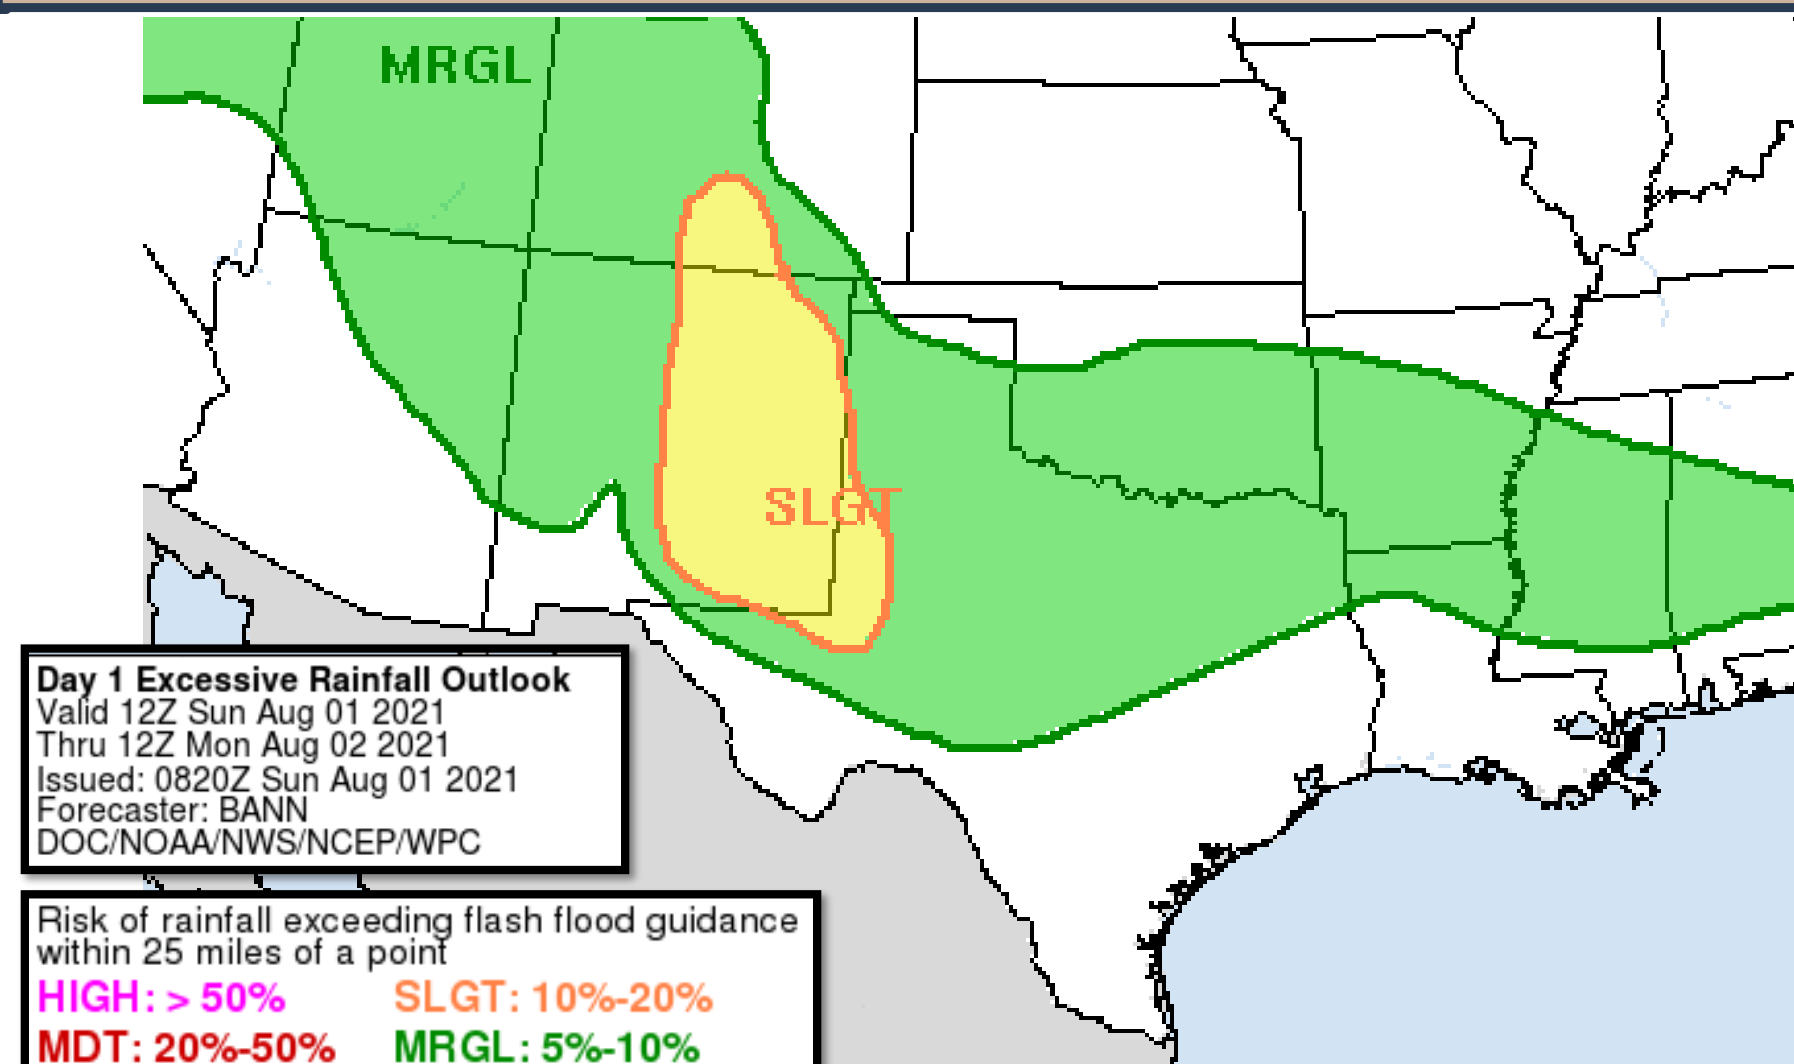 MRGL
SLGT
Day 1 Excessive Rainfall Outlook
Valid 12Z Sun Aug 01 2021
Thru 12Z Mon Aug 02 2021
Issued: 0820Z Sun Aug 01 2021
Forecaster: BANN
DOC/NOAA/NWS/NCEP/WPC
Risk of rainfall exceeding flash flood guidance
within 25 miles of a point
HIGH: > 50% SLGT: 10%-20%
MDT: 20%-50% MRGL: 5%-10%